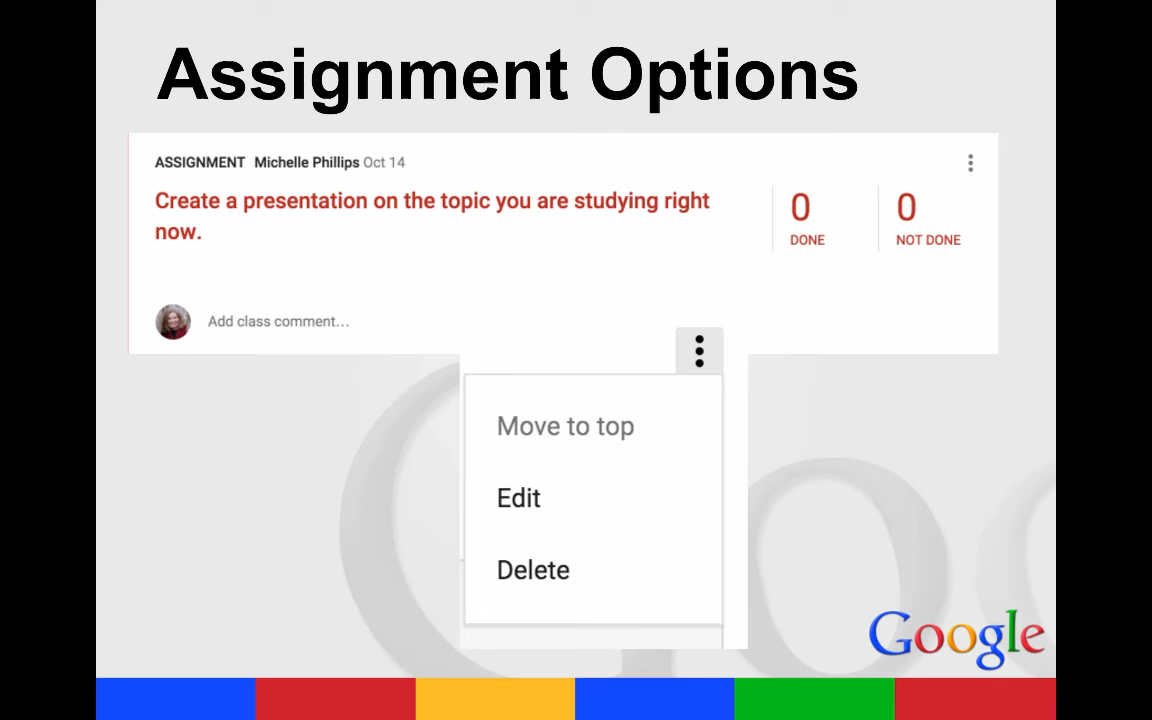 Assignment Options
ASSIGNMENT Michelle Phillips Oct 14
Create a presentation on the topic you are studying right
now.
0
DONE
0
NOT DONE
Add class comment…
Move to top
Edit
Delete
Google